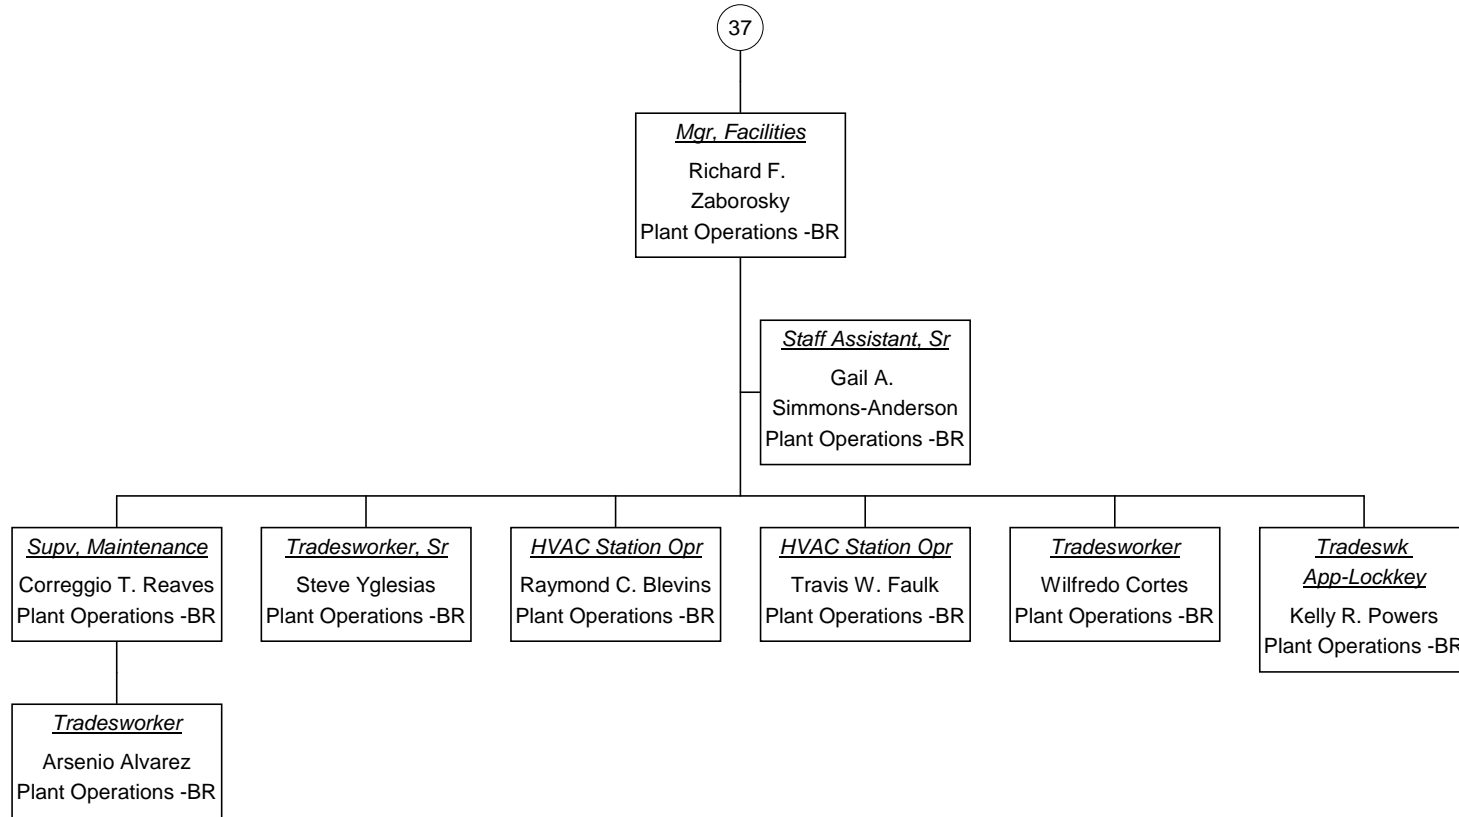 37
Mgr, Facilities
Richard F.
Zaborosky
Plant Operations -BR
Staff Assistant, Sr
Gail A.
Simmons-Anderson
Plant Operations -BR
Supv, Maintenance
Correggio T. Reaves
Plant Operations -BR
Tradesworker, Sr
Steve Yglesias
Plant Operations -BR
HVAC Station Opr
Raymond C. Blevins
Plant Operations -BR
HVAC Station Opr
Travis W. Faulk
Plant Operations -BR
Tradesworker
Wilfredo Cortes
Plant Operations -BR
Tradeswk
App-Lockkey
Kelly R. Powers
Plant Operations -BR
Tradesworker
Arsenio Alvarez
Plant Operations -BR